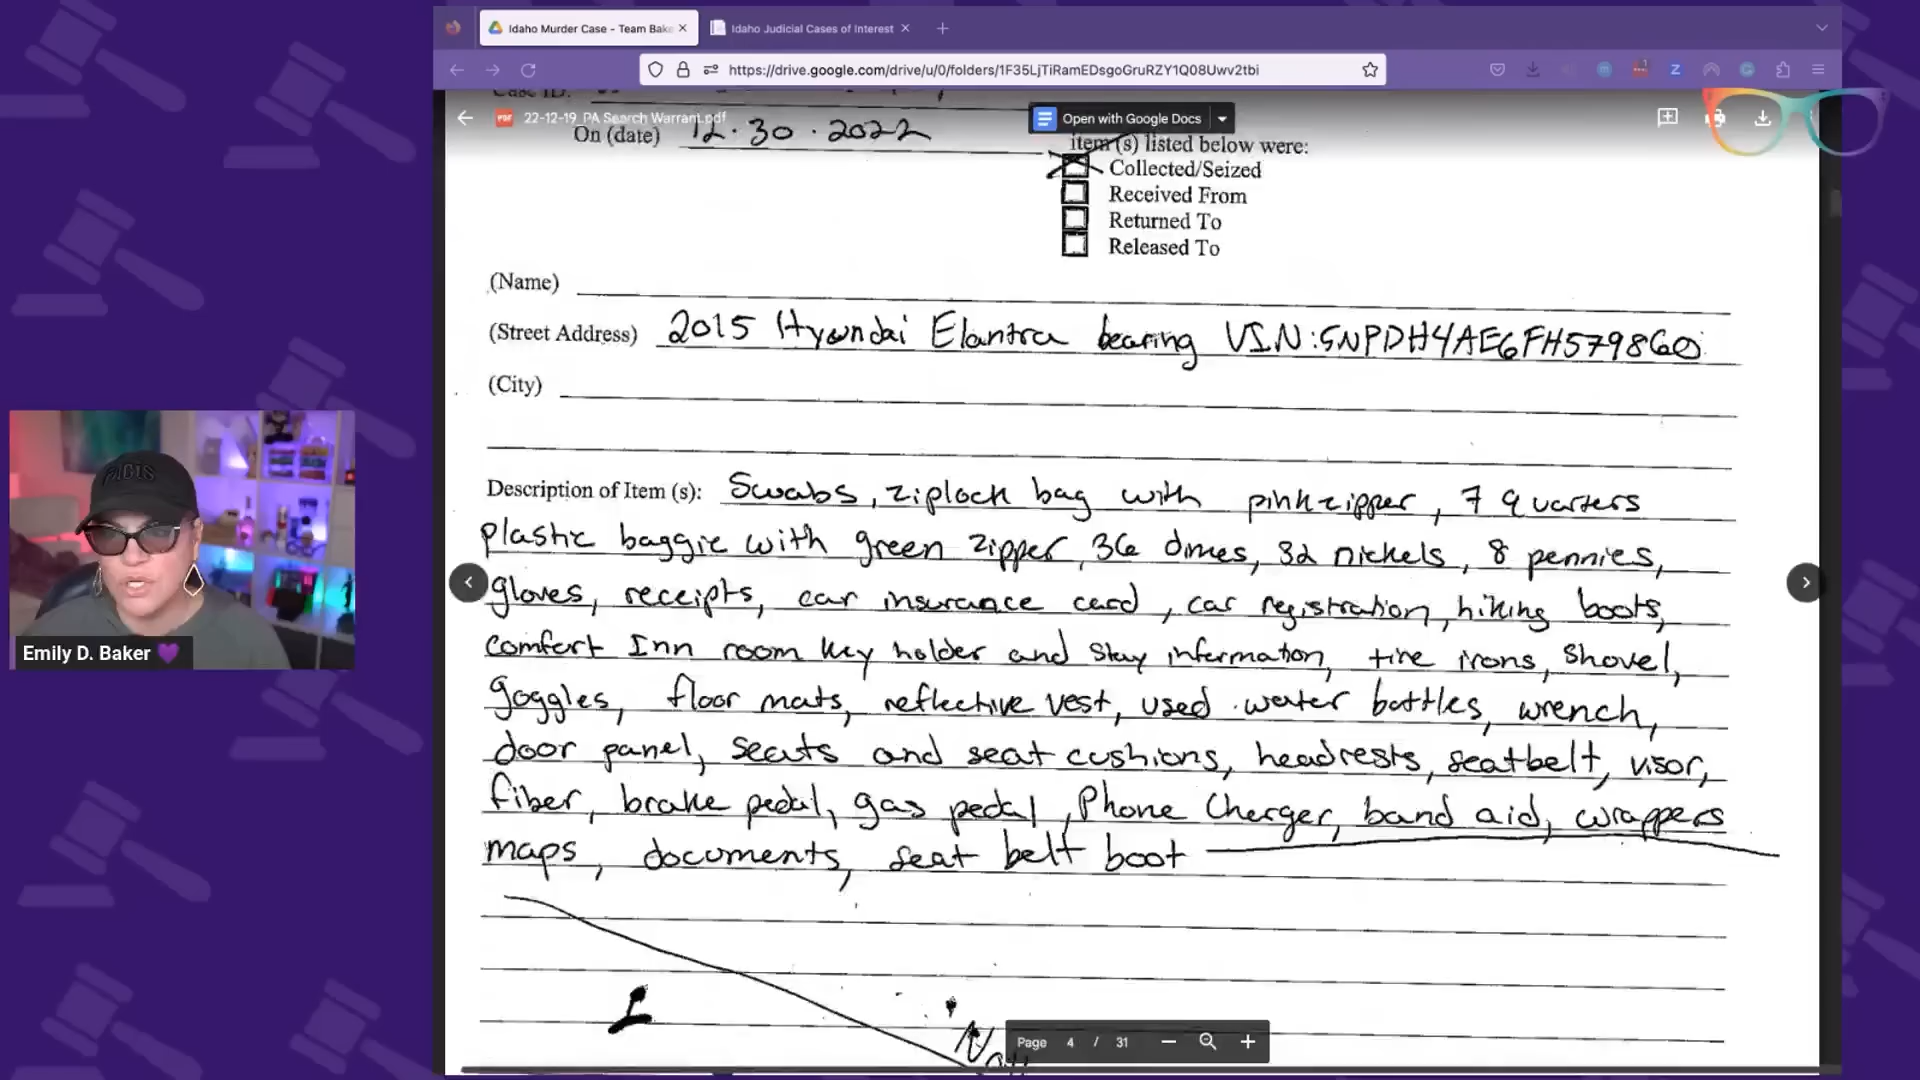 Idaho Murder Case - Team Bake
Idaho Judicial Cases of Interest
https://drive.google.com/drive/u/0/folders/1F35LjTiRamEDsgoGruRZY1Q08Uwv2tbi
Case ID:
PDF 22-12-19_PA Search Warrant.pdf
Open with Google Docs
On (date) 12.30.2022
item(s) listed below were:
Collected/Seized
Received From
Returned To
Released To
(Name)
(Street Address) 2015 Hyundai Elantra bearing VIN:5NPDH4AE6FH579860
(City)
Description of Item (s): Swabs, ziplock bag with pink zipper, 7 quarters
plastic baggie with green zipper, 36 dimes, 32 nickels, 8 pennies,
gloves, receipts, car insurance card, car registration, hiking boots,
comfort Inn room key holder and stay information, tire irons, shovel,
goggles, floor mats, reflective vest, used water bottles, wrench,
door panel, seats and seat cushions, headrests, seatbelt, visor,
fiber, brake pedal, gas pedal, Phone Charger, band aid, wrappers
maps, documents, seat belt boot
Emily D. Baker
Page 4 / 31